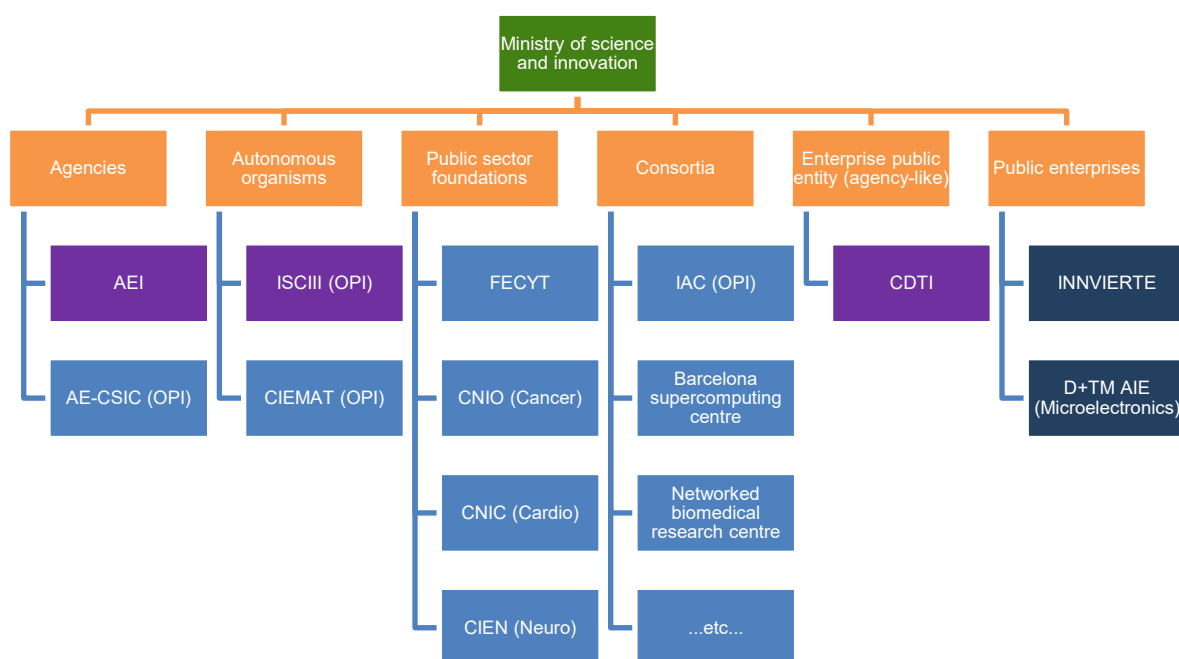 Ministry of science
and innovation
Agencies
Autonomous
organisms
Public sector
foundations
Consortia
Enterprise public
entity (agency-like)
Public enterprises
AEI
ISCIII (OPI)
FECYT
IAC (OPI)
CDTI
INNVIERTE
AE-CSIC (OPI)
CIEMAT (OPI)
CNIO (Cancer)
Barcelona
supercomputing
centre
D+TM AIE
(Microelectronics)
CNIC (Cardio)
Networked
biomedical
research centre
CIEN (Neuro)
...etc...